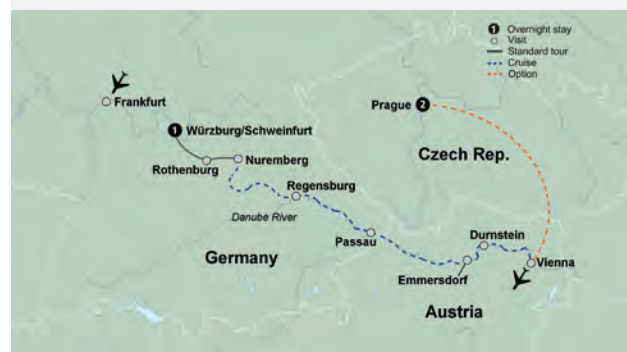 1 Overnight stay
Visit
Standard tour
Cruise
Option
Frankfurt
Prague 2
1 Würzburg/Schweinfurt
Czech Rep.
Rothenburg
Nuremberg
Regensburg
Danube River
Passau
Durnstein
Germany
Vienna
Emmersdorf
Austria